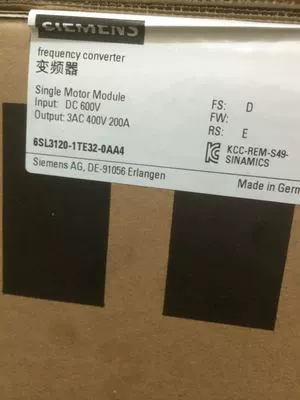 SIEMENS
frequency converter
变频器
Single Motor Module
Input: DC 600V
Output: 3AC 400V 200A
FS: D
FW:
RS: E
6SL3120-1TE32-0AA4
KCC-REM-S49-
SINAMICS
Siemens AG, DE-91056 Erlangen
Made in Germ